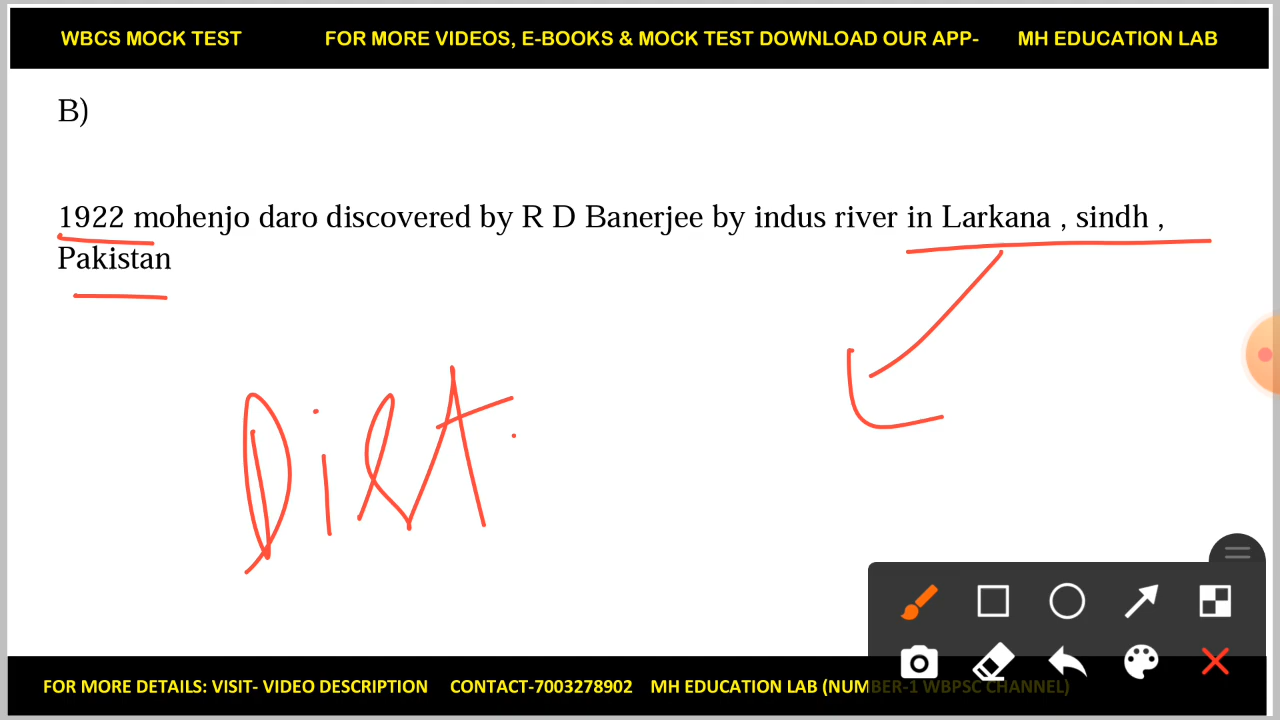 WBCS MOCK TEST FOR MORE VIDEOS, E-BOOKS & MOCK TEST DOWNLOAD OUR APP- MH EDUCATION LAB
B)
1922 mohenjo daro discovered by R D Banerjee by indus river in Larkana , sindh ,
Pakistan
Dist.
FOR MORE DETAILS: VISIT- VIDEO DESCRIPTION CONTACT-7003278902 MH EDUCATION LAB (NUMBER-1 WBPSC CHANNEL)